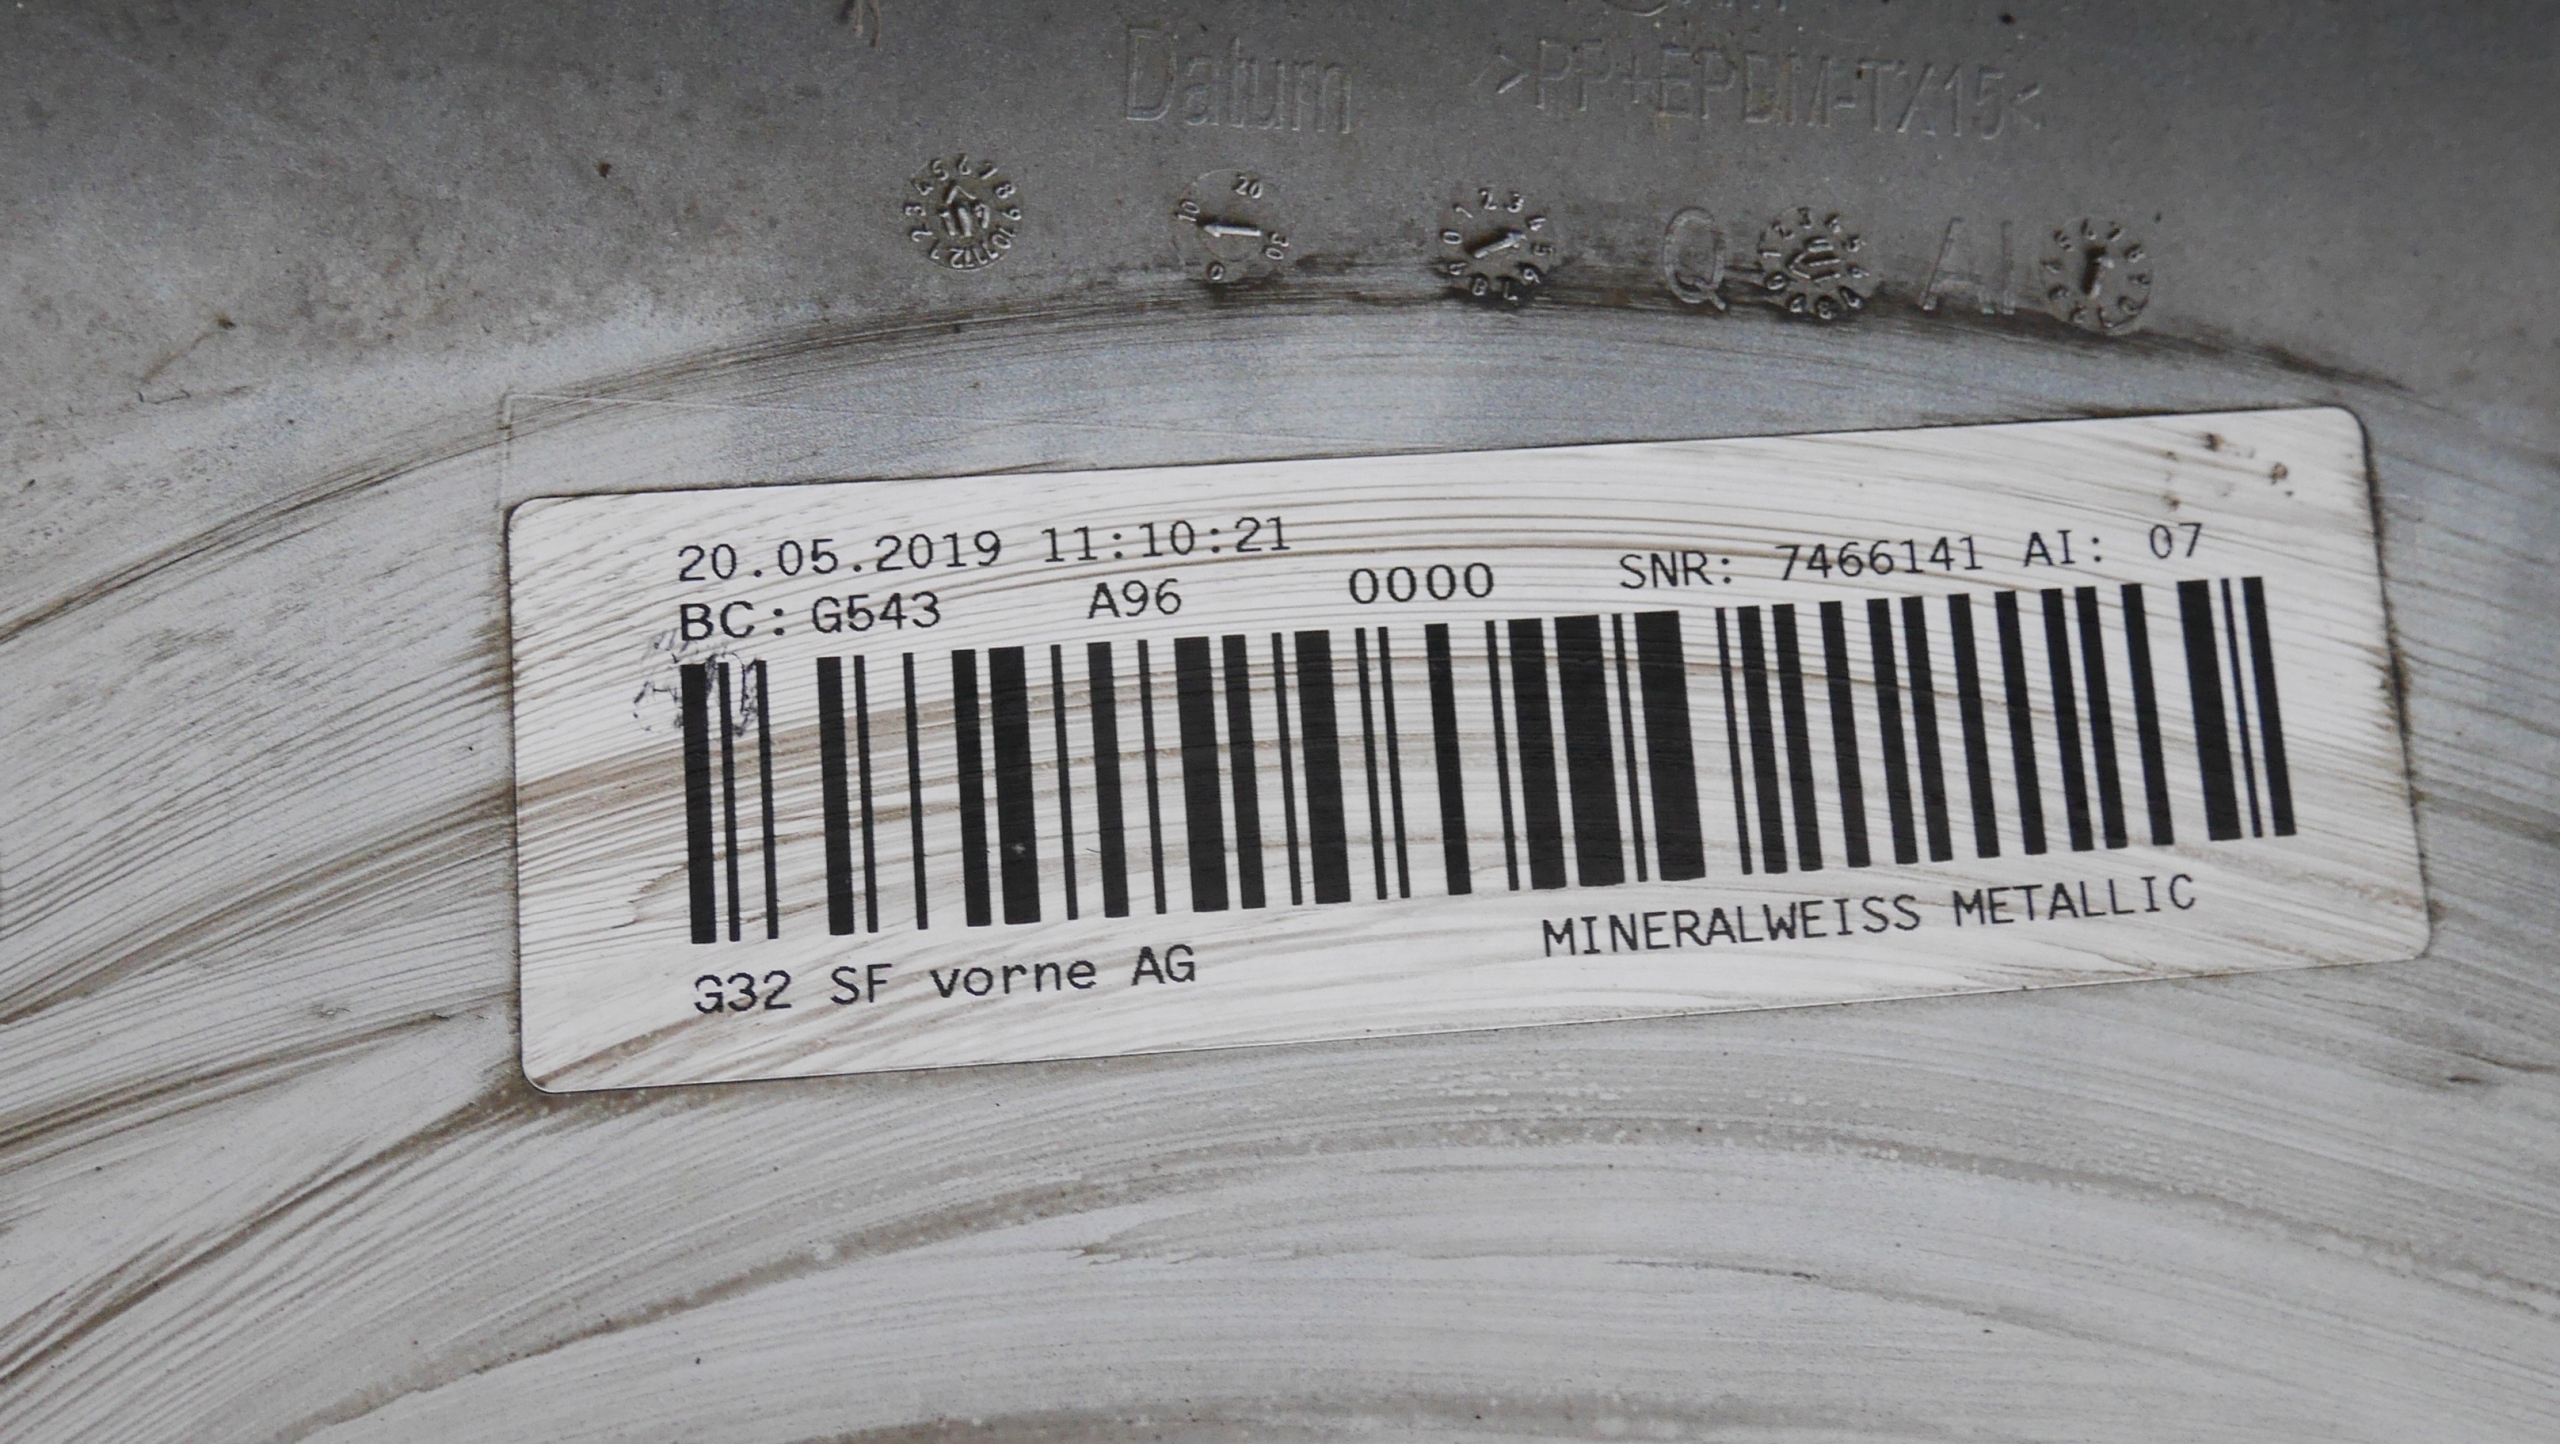 Datum >PP+EPDM-TX15<
Q AI
20.05.2019 11:10:21
BC: G543 A96 0000 SNR: 7466141 AI: 07
G32 SF vorne AG MINERALWEISS METALLIC